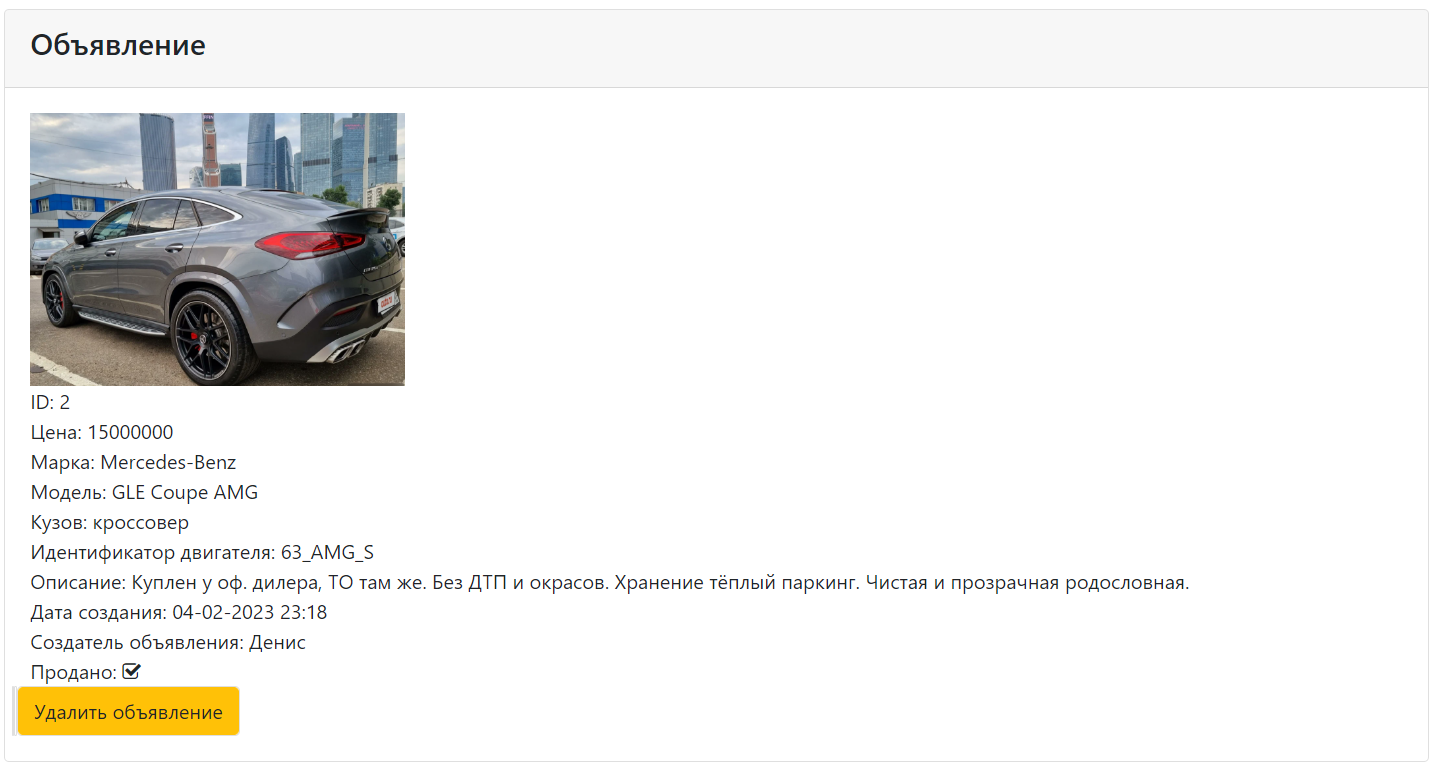 Объявление
auto.ru
ID: 2
Цена: 15000000
Марка: Mercedes-Benz
Модель: GLE Coupe AMG
Кузов: кроссовер
Идентификатор двигателя: 63_AMG_S
Описание: Куплен у оф. дилера, ТО там же. Без ДТП и окрасов. Хранение тёплый паркинг. Чистая и прозрачная родословная.
Дата создания: 04-02-2023 23:18
Создатель объявления: Денис
Продано:
Удалить объявление